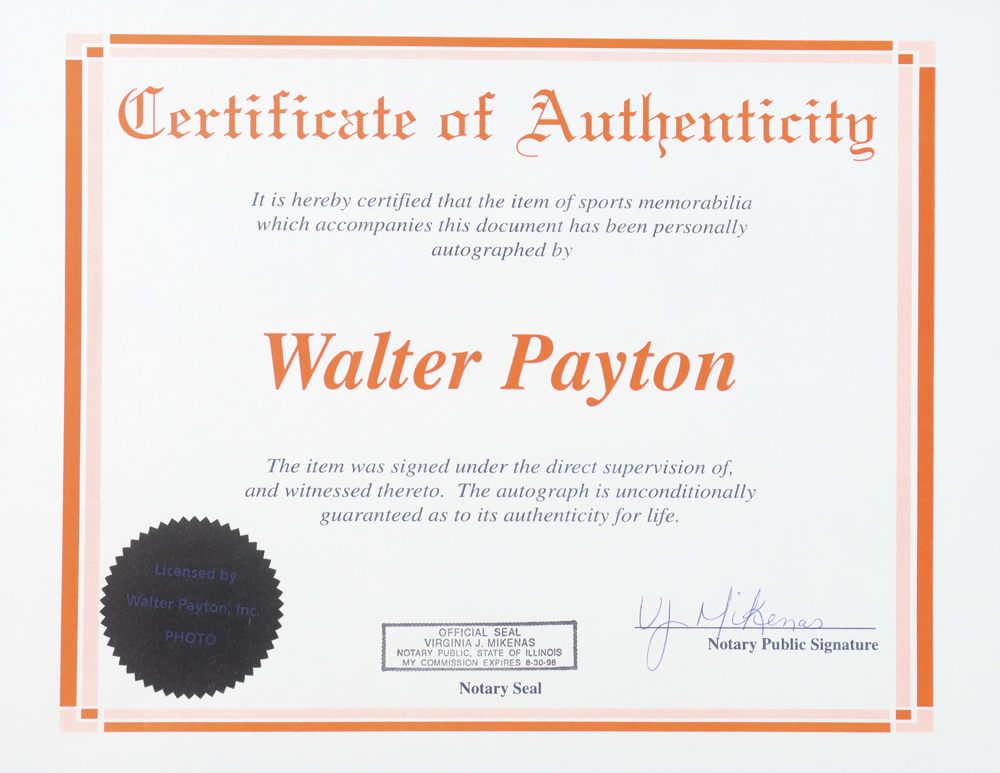 Certificate of Authenticity
It is hereby certified that the item of sports memorabilia
which accompanies this document has been personally
autographed by
Walter Payton
The item was signed under the direct supervision of,
and witnessed thereto. The autograph is unconditionally
guaranteed as to its authenticity for life.
Licensed by
Walter Payton, Inc.
PHOTO
OFFICIAL SEAL
VIRGINIA J. MIKENAS
NOTARY PUBLIC, STATE OF ILLINOIS
MY COMMISSION EXPIRES 8-30-98
Notary Seal
VJ Mikenas
Notary Public Signature